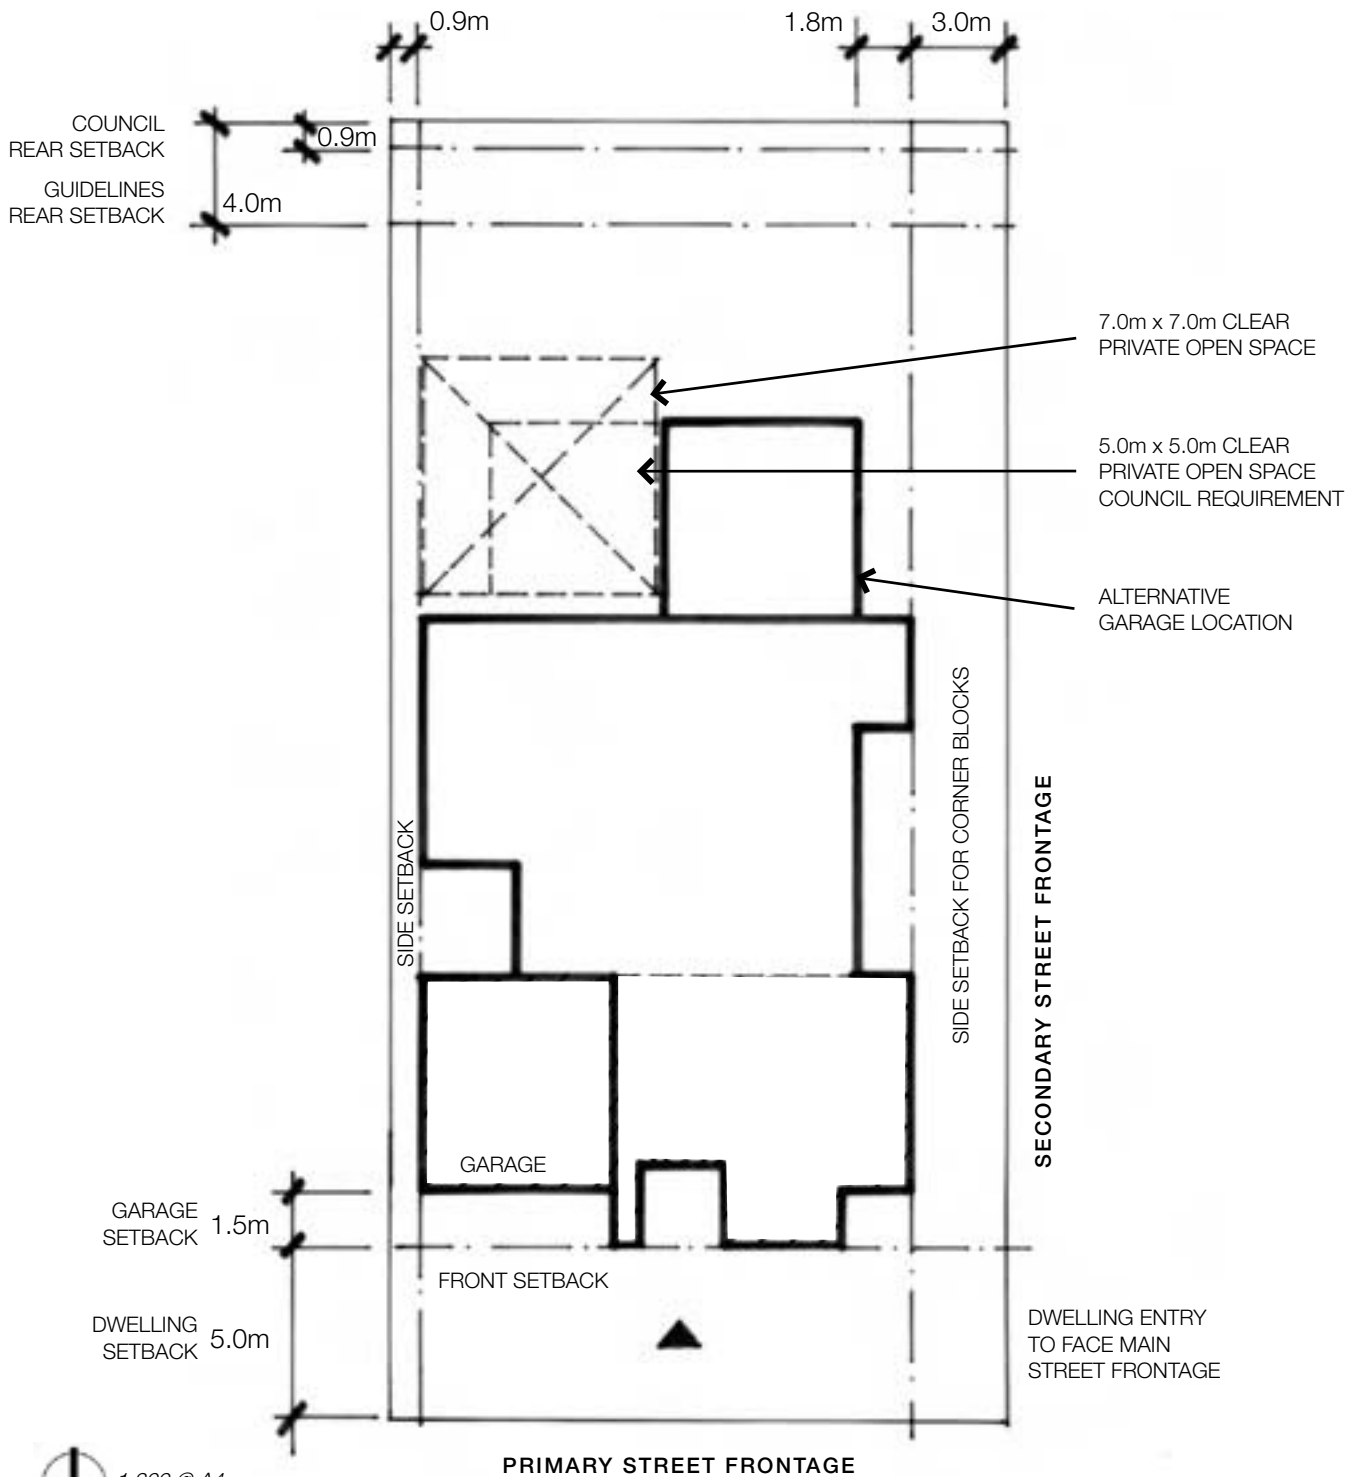 0.9m
1.8m
3.0m
COUNCIL
REAR SETBACK
0.9m
GUIDELINES
REAR SETBACK
4.0m
7.0m x 7.0m CLEAR
PRIVATE OPEN SPACE
5.0m x 5.0m CLEAR
PRIVATE OPEN SPACE
COUNCIL REQUIREMENT
ALTERNATIVE
GARAGE LOCATION
SIDE SETBACK
SIDE SETBACK FOR CORNER BLOCKS
SECONDARY STREET FRONTAGE
GARAGE
GARAGE
SETBACK
1.5m
FRONT SETBACK
DWELLING
SETBACK
5.0m
DWELLING ENTRY
TO FACE MAIN
STREET FRONTAGE
PRIMARY STREET FRONTAGE